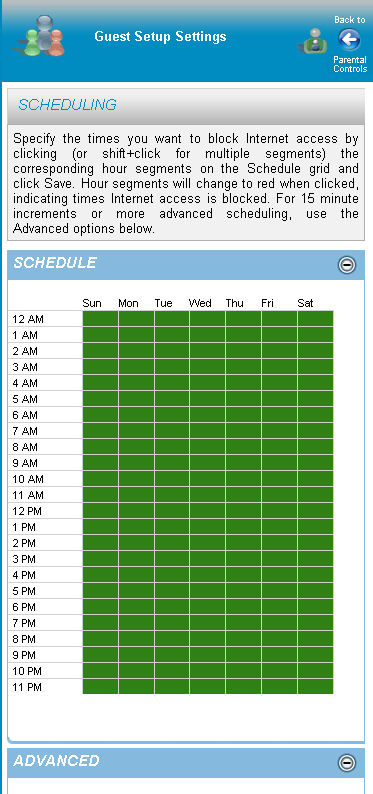 Guest Setup Settings
Back to
Parental
Controls
SCHEDULING
Specify the times you want to block Internet access by
clicking (or shift+click for multiple segments) the
corresponding hour segments on the Schedule grid and
click Save. Hour segments will change to red when clicked,
indicating times Internet access is blocked. For 15 minute
increments or more advanced scheduling, use the
Advanced options below.
SCHEDULE
Sun Mon Tue Wed Thu Fri Sat
12 AM
1 AM
2 AM
3 AM
4 AM
5 AM
6 AM
7 AM
8 AM
9 AM
10 AM
11 AM
12 PM
1 PM
2 PM
3 PM
4 PM
5 PM
6 PM
7 PM
8 PM
9 PM
10 PM
11 PM
ADVANCED